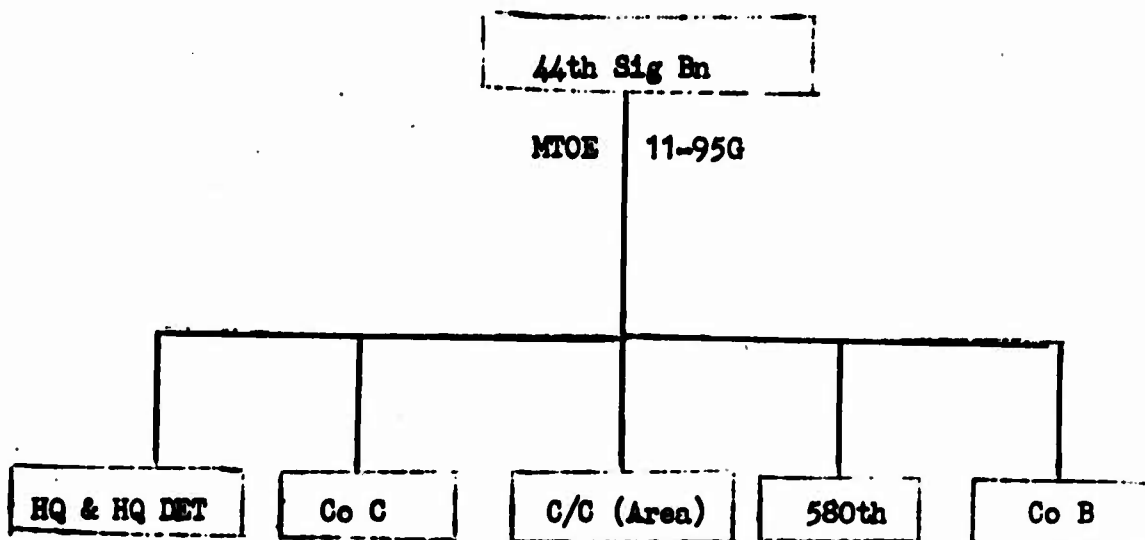 44th Sig Bn
MTOE 11-95G
HQ & HQ DET
Co C
C/C (Area)
580th
Co B